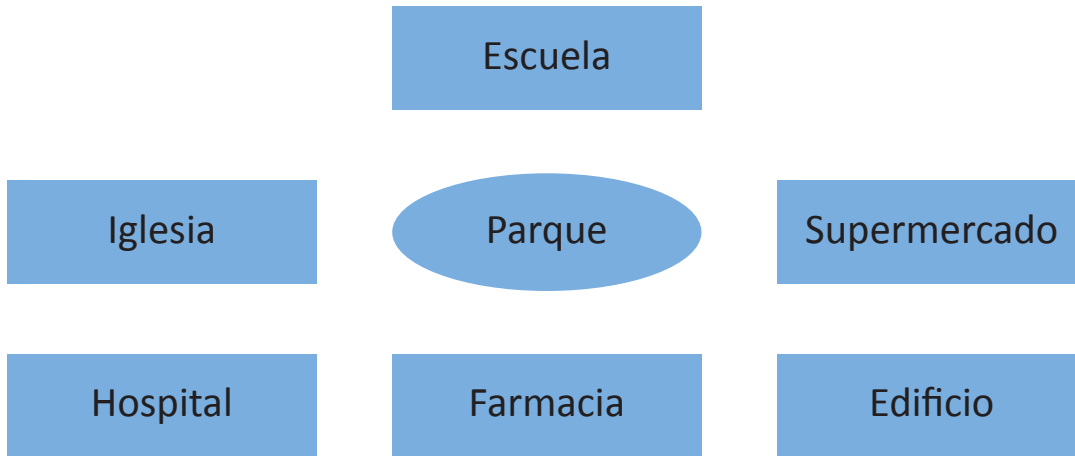 Escuela
Iglesia
Parque
Supermercado
Hospital
Farmacia
Edificio